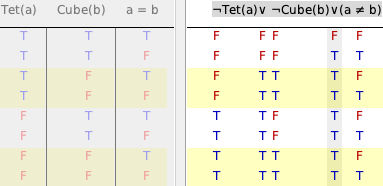 Tet(a) Cube(b) a = b ¬Tet(a)∨ ¬Cube(b)∨(a ≠ b)
T T T F F F F F
T T F F F F T T
T F T F T T T F
T F F F T T T T
F T T T T F T F
F T F T T F T T
F F T T T T T F
F F F T T T T T